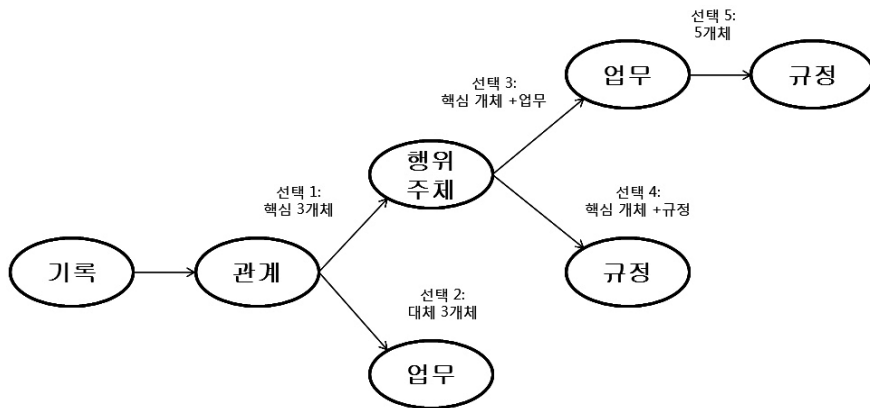 선택 5:
5개체
업무
규정
선택 3:
핵심 개체 +업무
행위
주체
선택 1:
핵심 3개체
선택 4:
핵심 개체 +규정
기록
관계
규정
선택 2:
대체 3개체
업무